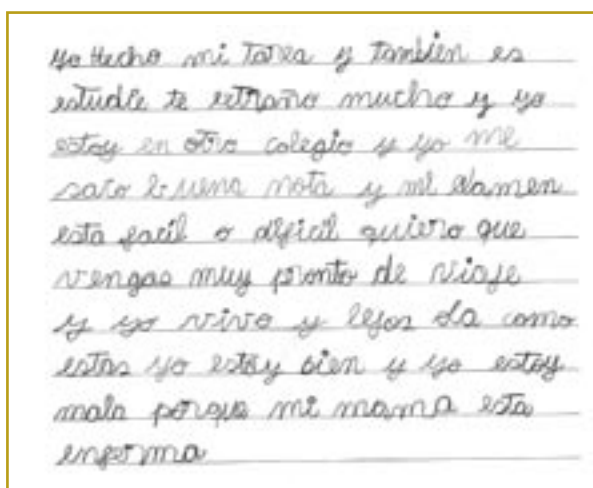 yo Hecho mi Tarea y Tambien es
estudie te extraño mucho y yo
estoy en otro colegio y yo me
saco buena nota y mi examen
esta facil o dificil quiero que
vengas muy pronto de viaje
y yo vivo y lejos ola como
estas yo estoy bien y yo estoy
mala porque mi mama esta
enferma